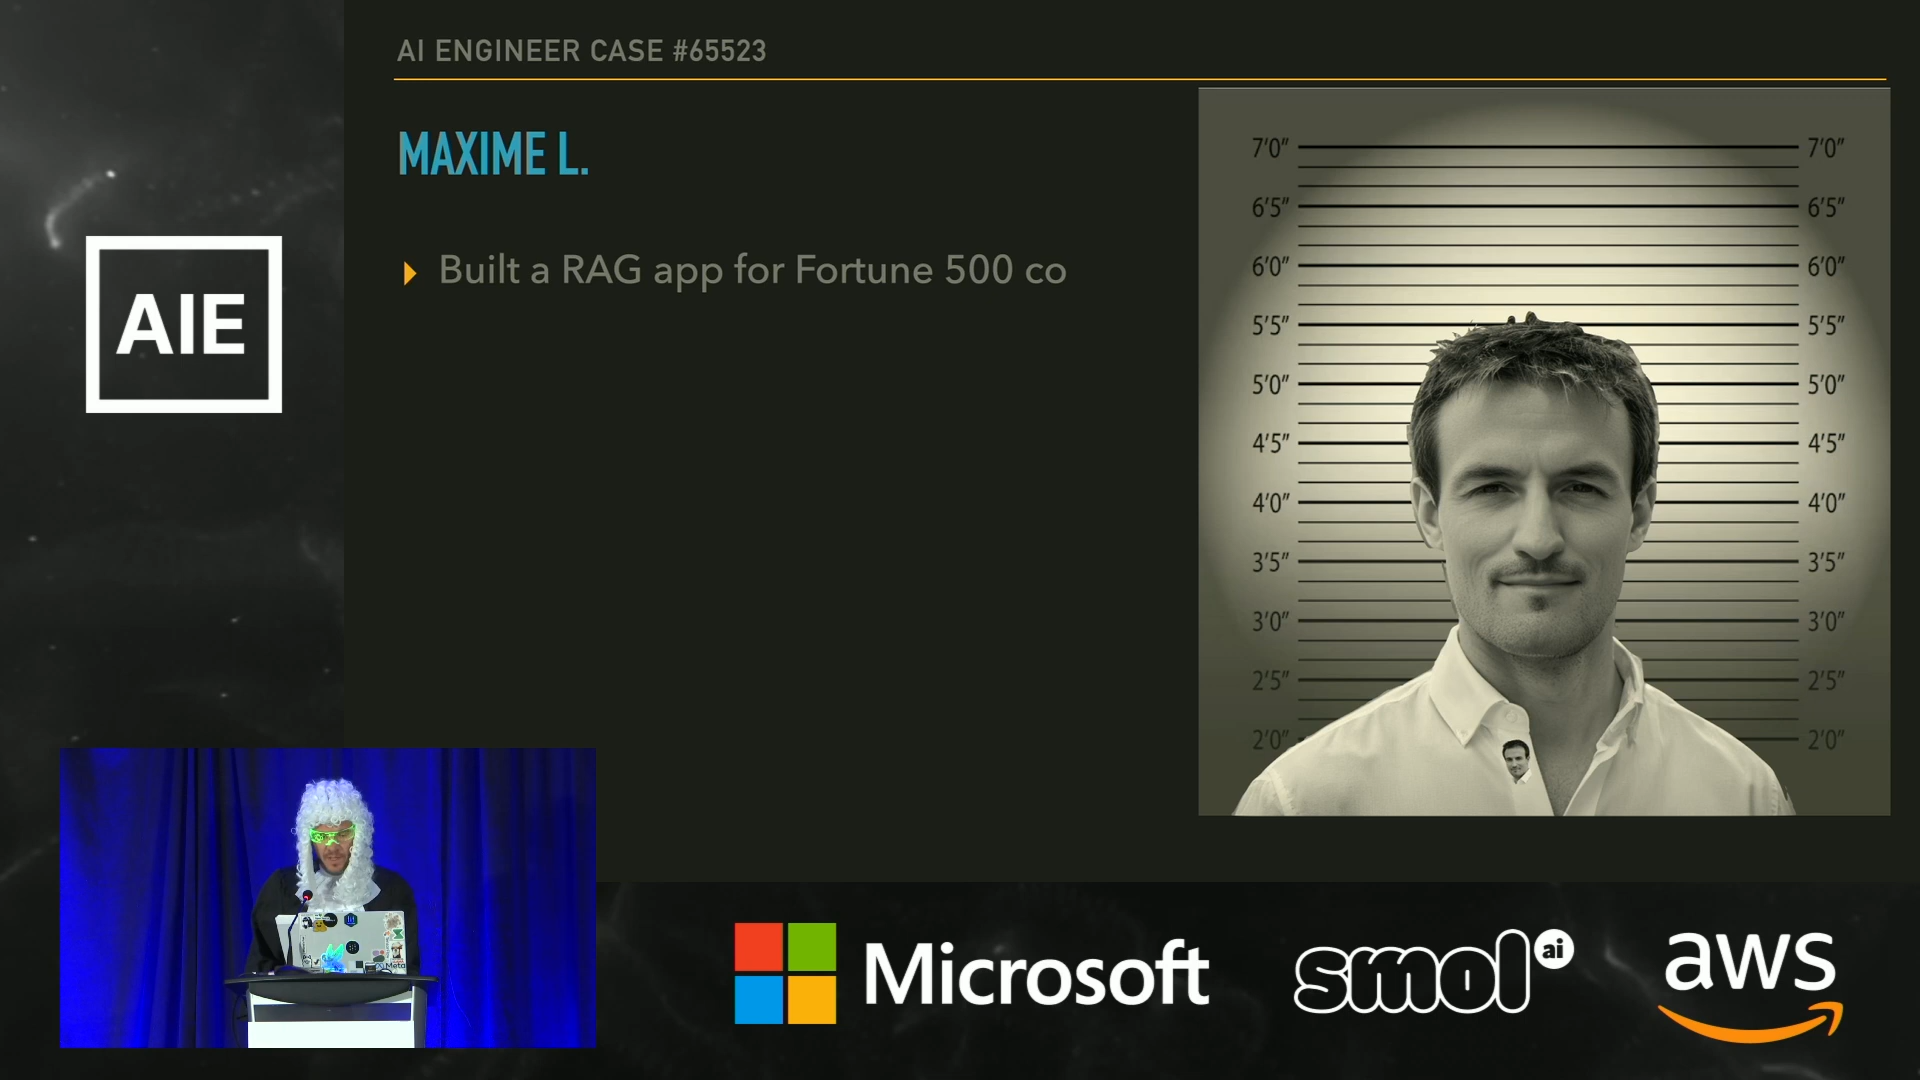 AI ENGINEER CASE #65523
MAXIME L.
Built a RAG app for Fortune 500 co
7'0" 7'0"
6'5" 6'5"
6'0" 6'0"
5'5" 5'5"
5'0" 5'0"
4'5" 4'5"
4'0" 4'0"
3'5" 3'5"
3'0" 3'0"
2'5" 2'5"
2'0" 2'0"
AIE
Meta
Microsoft
smol ai
aws